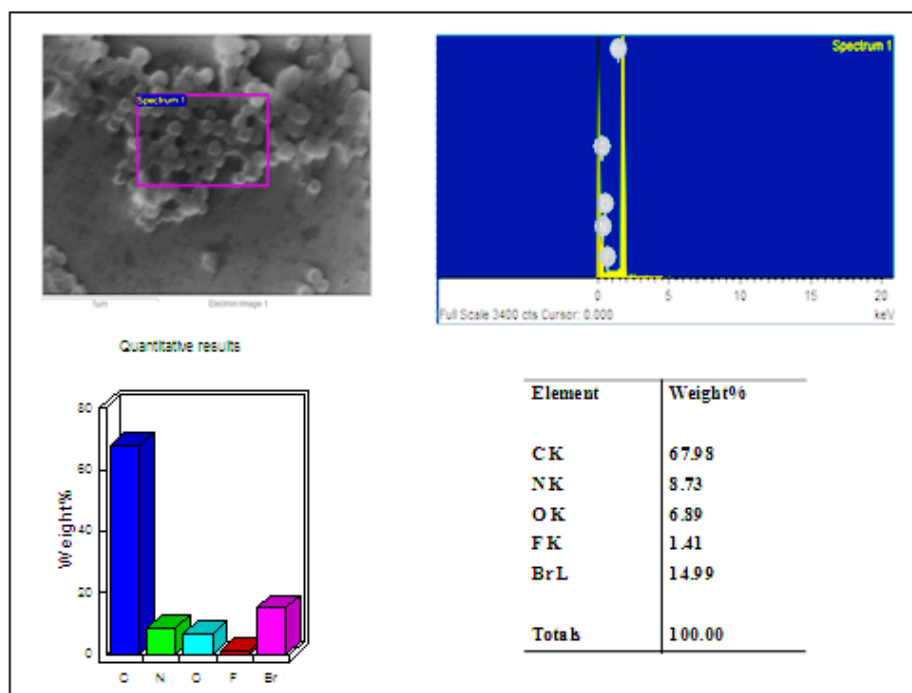 Spectrum 1
Spectrum 1
0 5 10 15 20
Full Scale 3400 cts Cursor: 0.000 keV
1µm Electron Image 1
Quantitative results
80
60
40
20
0
Weight%
C N O F Br
Element Weight%
C K 67.98
N K 8.73
O K 6.89
F K 1.41
Br L 14.99
Totals 100.00